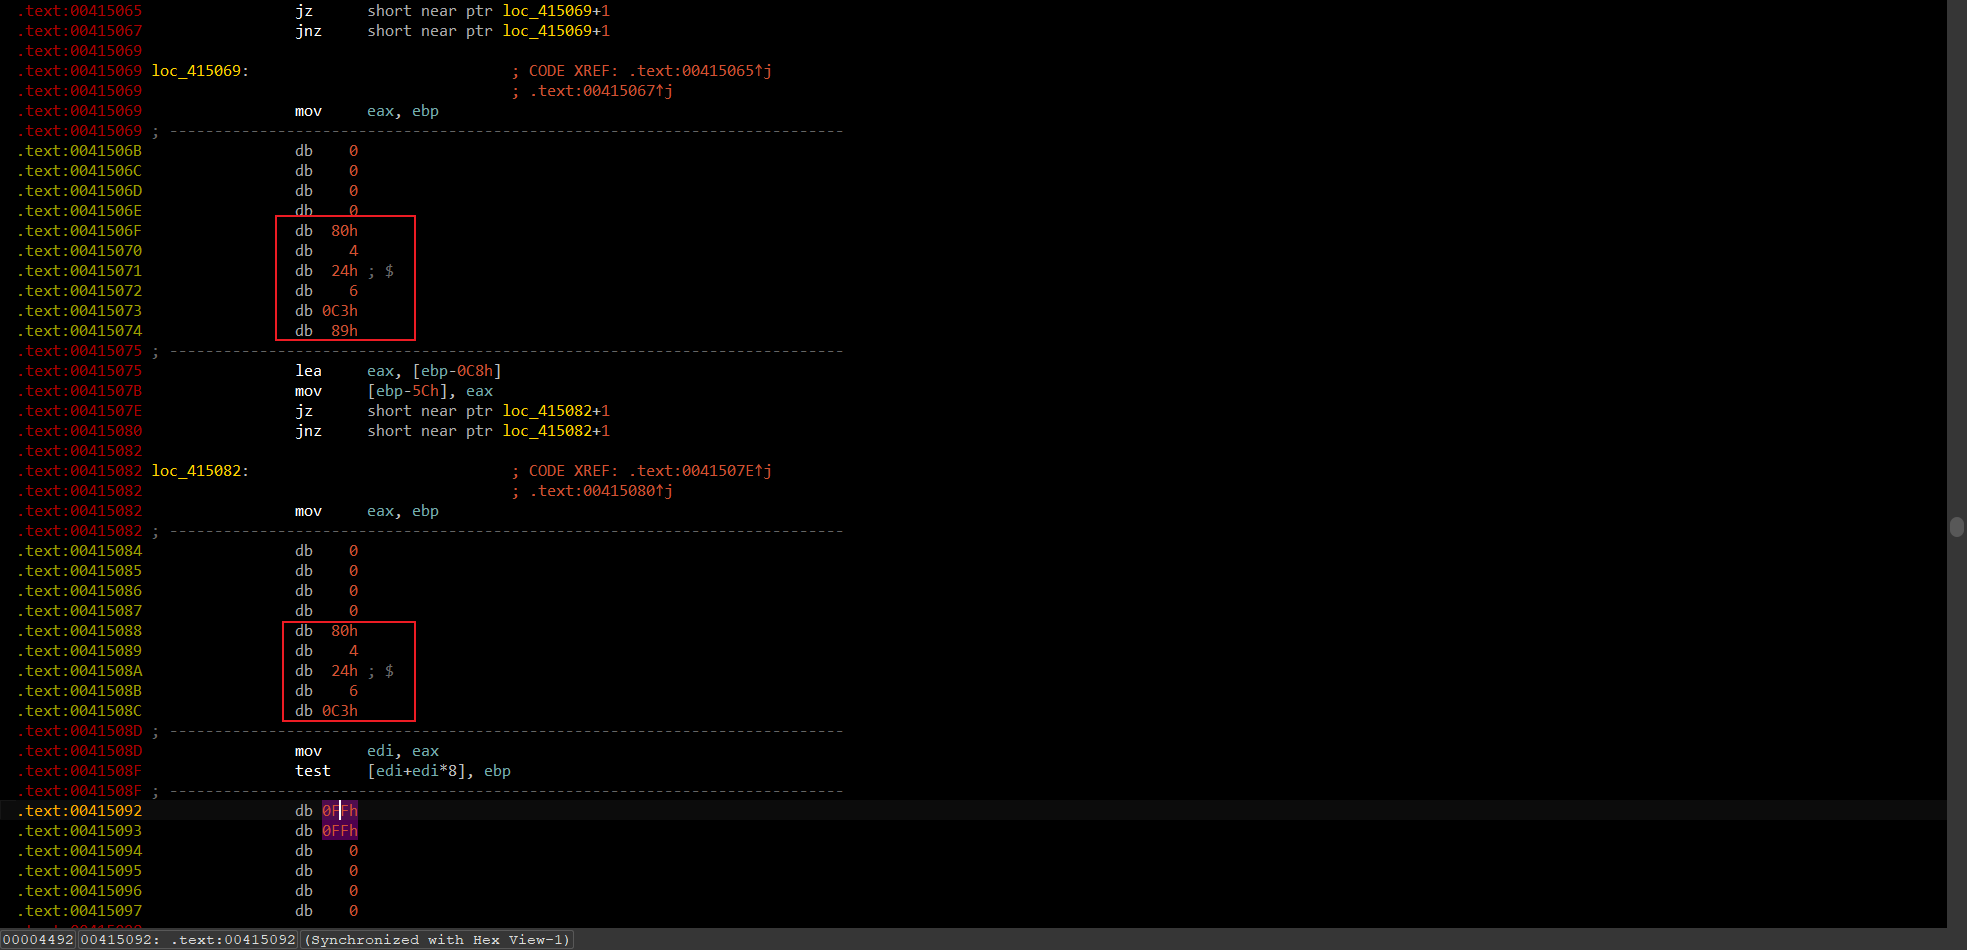 .text:00415065 jz short near ptr loc_415069+1
.text:00415067 jnz short near ptr loc_415069+1
.text:00415069
.text:00415069 loc_415069: ; CODE XREF: .text:00415065↑j
.text:00415069 ; .text:00415067↑j
.text:00415069 mov eax, ebp
.text:00415069 ; ---------------------------------------------------------------------------
.text:0041506B db 0
.text:0041506C db 0
.text:0041506D db 0
.text:0041506E db 0
.text:0041506F db 80h
.text:00415070 db 4
.text:00415071 db 24h ; $
.text:00415072 db 6
.text:00415073 db 0C3h
.text:00415074 db 89h
.text:00415075 ; ---------------------------------------------------------------------------
.text:00415075 lea eax, [ebp-0C8h]
.text:0041507B mov [ebp-5Ch], eax
.text:0041507E jz short near ptr loc_415082+1
.text:00415080 jnz short near ptr loc_415082+1
.text:00415082
.text:00415082 loc_415082: ; CODE XREF: .text:0041507E↑j
.text:00415082 ; .text:00415080↑j
.text:00415082 mov eax, ebp
.text:00415082 ; ---------------------------------------------------------------------------
.text:00415084 db 0
.text:00415085 db 0
.text:00415086 db 0
.text:00415087 db 0
.text:00415088 db 80h
.text:00415089 db 4
.text:0041508A db 24h ; $
.text:0041508B db 6
.text:0041508C db 0C3h
.text:0041508D ; ---------------------------------------------------------------------------
.text:0041508D mov edi, eax
.text:0041508F test [edi+edi*8], ebp
.text:0041508F ; ---------------------------------------------------------------------------
.text:00415092 db 0FFh
.text:00415093 db 0FFh
.text:00415094 db 0
.text:00415095 db 0
.text:00415096 db 0
.text:00415097 db 0
00004492 00415092: .text:00415092 (Synchronized with Hex View-1)